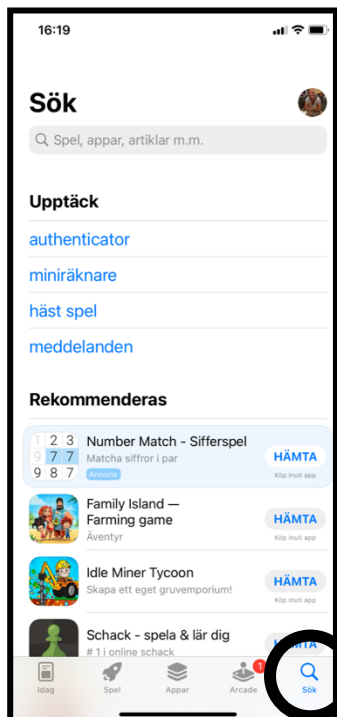 16:19
Sök
Spel, appar, artiklar m.m.
Upptäck
authenticator
miniräknare
häst spel
meddelanden
Rekommenderas
1 2 3
9 7 7
9 8 7
Number Match - Sifferspel
Matcha siffror i par
Annons
HÄMTA
Köp inuti app
Family Island —
Farming game
Äventyr
HÄMTA
Köp inuti app
Idle Miner Tycoon
Skapa ett eget gruvemporium!
HÄMTA
Köp inuti app
Schack - spela & lär dig
# 1 i online schack
HÄMTA
1
Idag
Spel
Appar
Arcade
Sök